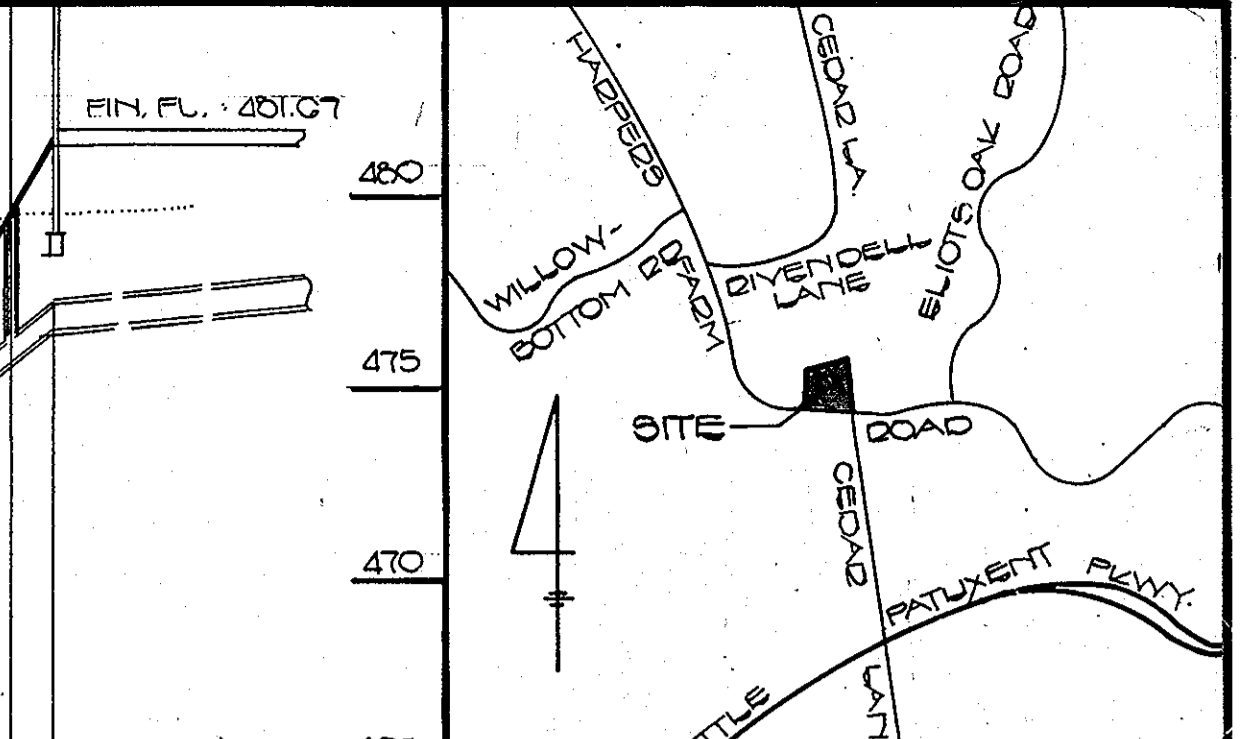 FIN. FL. : 481.67
480
475
470
HARPERS
FARM
ROAD
CEDAR LA.
ELIOTS OAK ROAD
WILLOW-
BOTTOM RD
RIVENDELL
LANE
SITE
CEDAR
LAN
PATUXENT PKWY.
TTLE